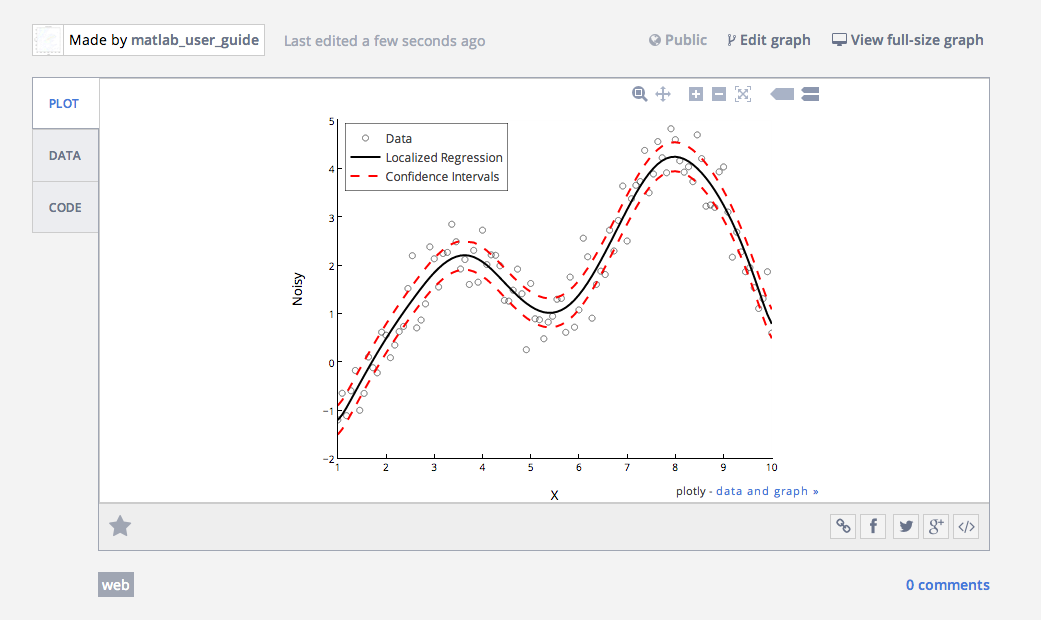 Made by matlab_user_guide
Last edited a few seconds ago
Public
Edit graph
View full-size graph
PLOT
DATA
CODE
Data
Localized Regression
Confidence Intervals
5
4
3
2
1
0
−1
−2
Noisy
1 2 3 4 5 6 7 8 9 10
X
plotly - data and graph »
f
g+
</>
web
0 comments